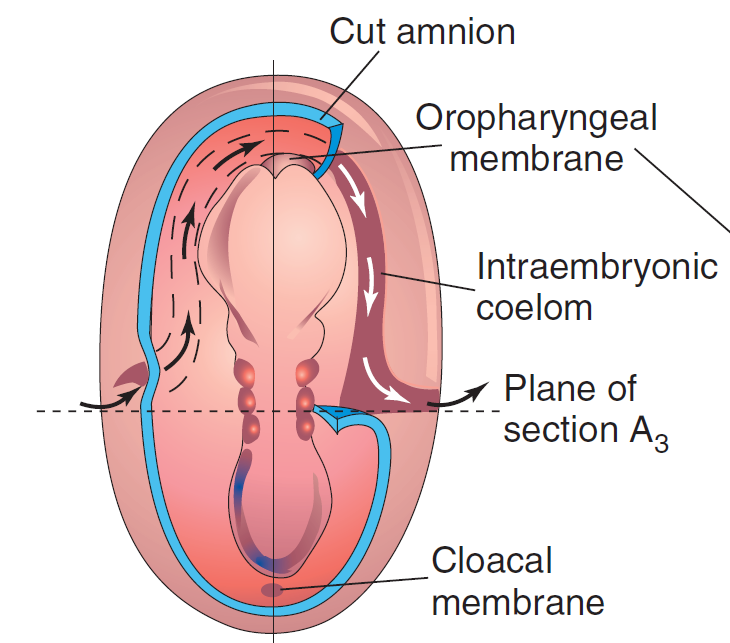 Cut amnion
Oropharyngeal
membrane
Intraembryonic
coelom
Plane of
section A₃
Cloacal
membrane